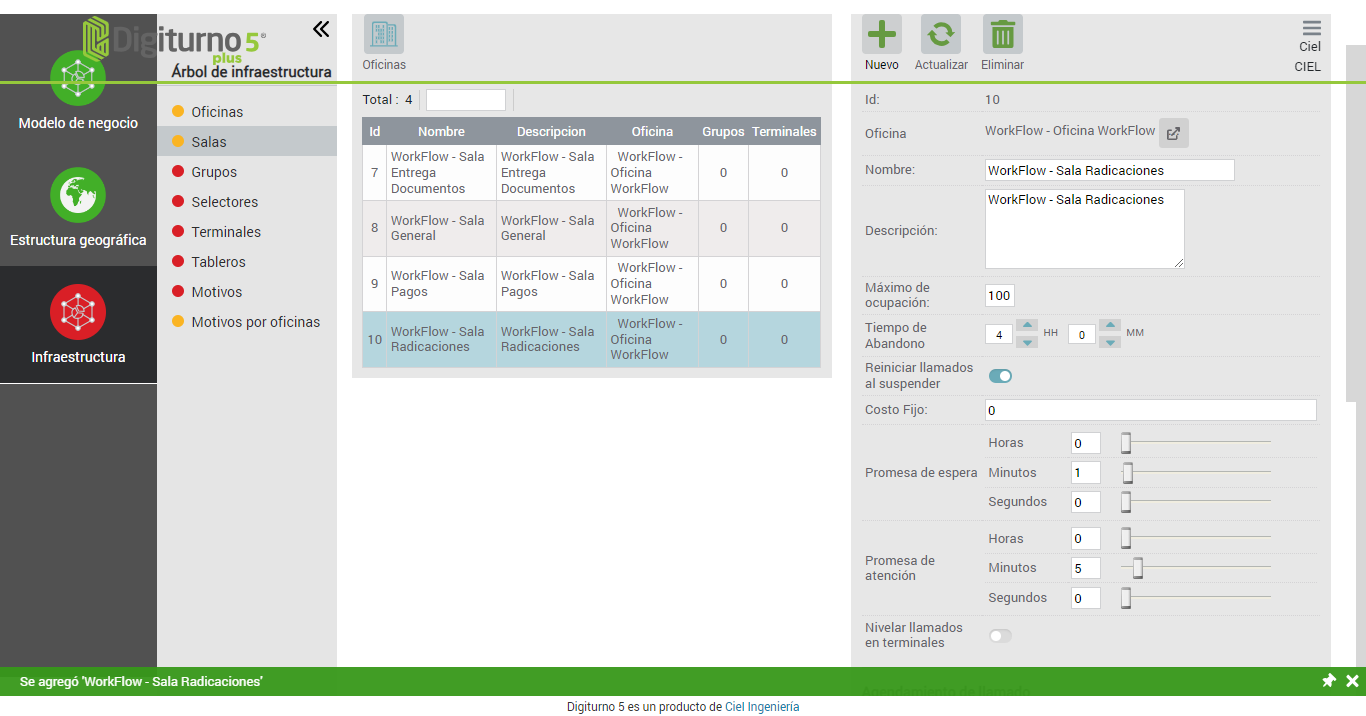 Digiturno 5®
plus
Árbol de infraestructura
Modelo de negocio
Estructura geográfica
Infraestructura
Oficinas
Salas
Grupos
Selectores
Terminales
Tableros
Motivos
Motivos por oficinas
Oficinas
Total : 4
Id Nombre Descripcion Oficina Grupos Terminales
7 WorkFlow - Sala Entrega Documentos WorkFlow - Sala Entrega Documentos WorkFlow - Oficina WorkFlow 0 0
8 WorkFlow - Sala General WorkFlow - Sala General WorkFlow - Oficina WorkFlow 0 0
9 WorkFlow - Sala Pagos WorkFlow - Sala Pagos WorkFlow - Oficina WorkFlow 0 0
10 WorkFlow - Sala Radicaciones WorkFlow - Sala Radicaciones WorkFlow - Oficina WorkFlow 0 0
Nuevo Actualizar Eliminar
Ciel
CIEL
Id: 10
Oficina WorkFlow - Oficina WorkFlow
Nombre: WorkFlow - Sala Radicaciones
Descripción: WorkFlow - Sala Radicaciones
Máximo de ocupación: 100
Tiempo de Abandono 4 HH 0 MM
Reiniciar llamados al suspender
Costo Fijo: 0
Promesa de espera
Horas 0
Minutos 1
Segundos 0
Promesa de atención
Horas 0
Minutos 5
Segundos 0
Nivelar llamados en terminales
Agendamiento de llamado
Se agregó 'WorkFlow - Sala Radicaciones'
Digiturno 5 es un producto de Ciel Ingeniería